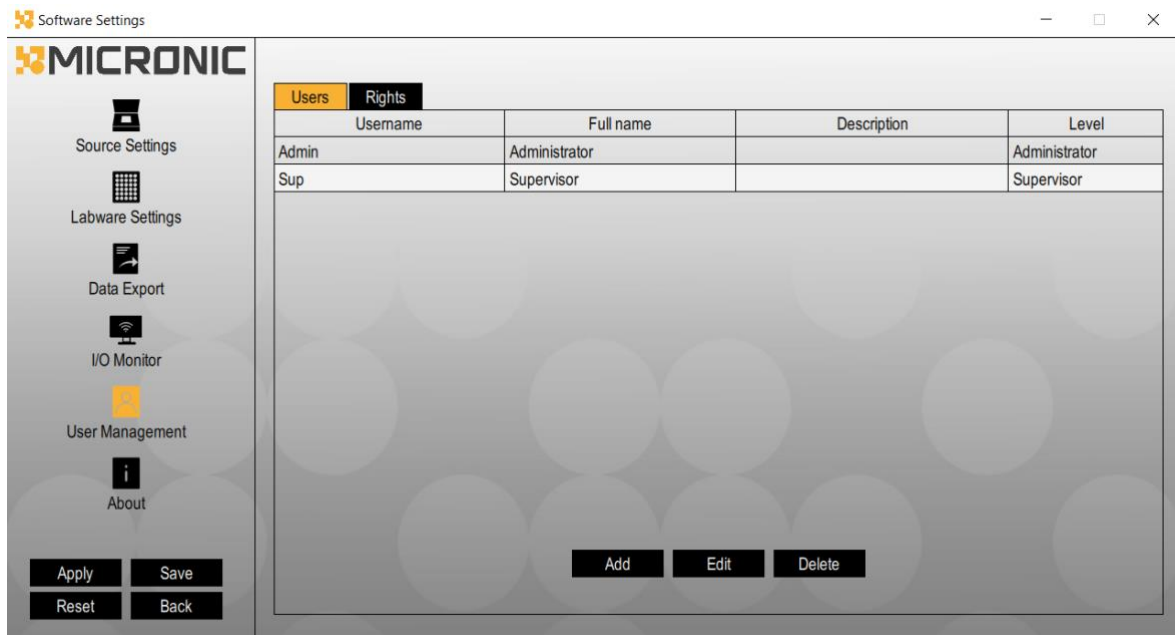 Software Settings
MICRONIC
Source Settings
Labware Settings
Data Export
I/O Monitor
User Management
i
About
Apply Save
Reset Back
Users Rights
Username Full name Description Level
Admin Administrator Administrator
Sup Supervisor Supervisor
Add Edit Delete